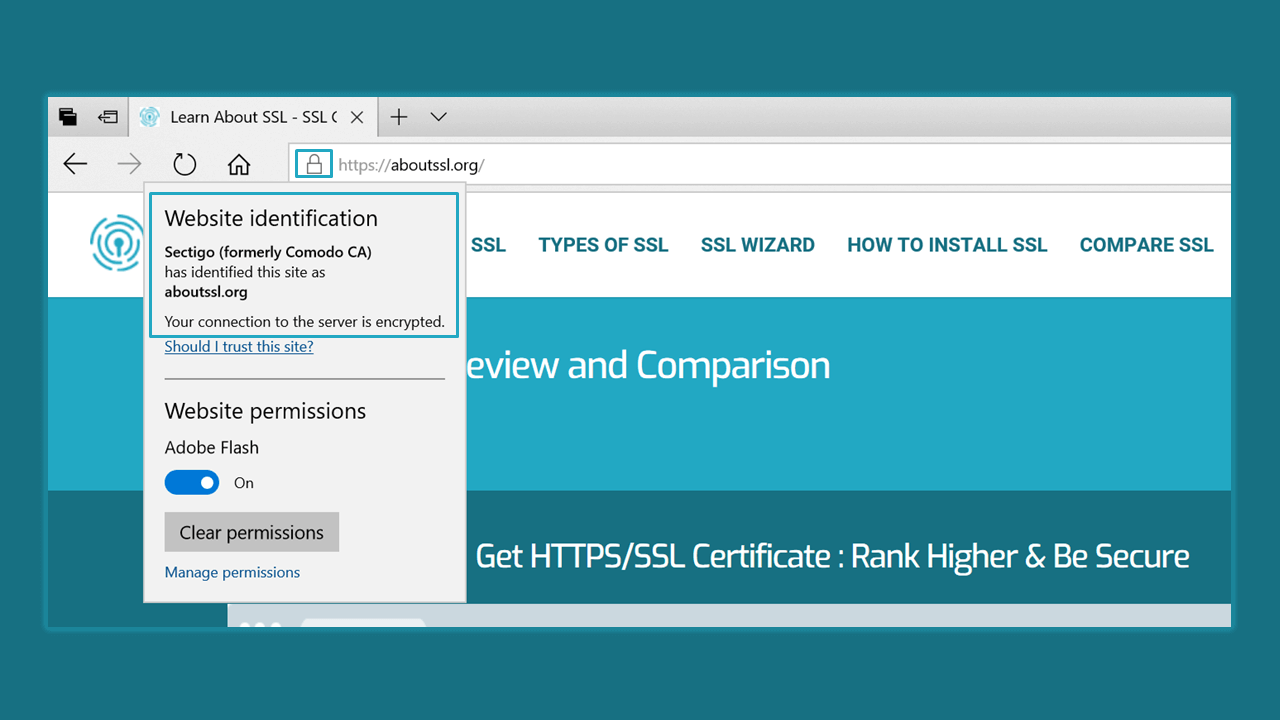 Learn About SSL - SSL C
https://aboutssl.org/
SSL TYPES OF SSL SSL WIZARD HOW TO INSTALL SSL COMPARE SSL
Website identification
Sectigo (formerly Comodo CA)
has identified this site as
aboutssl.org
Your connection to the server is encrypted.
Should I trust this site?
eview and Comparison
Website permissions
Adobe Flash
On
Clear permissions
Manage permissions
Get HTTPS/SSL Certificate : Rank Higher & Be Secure